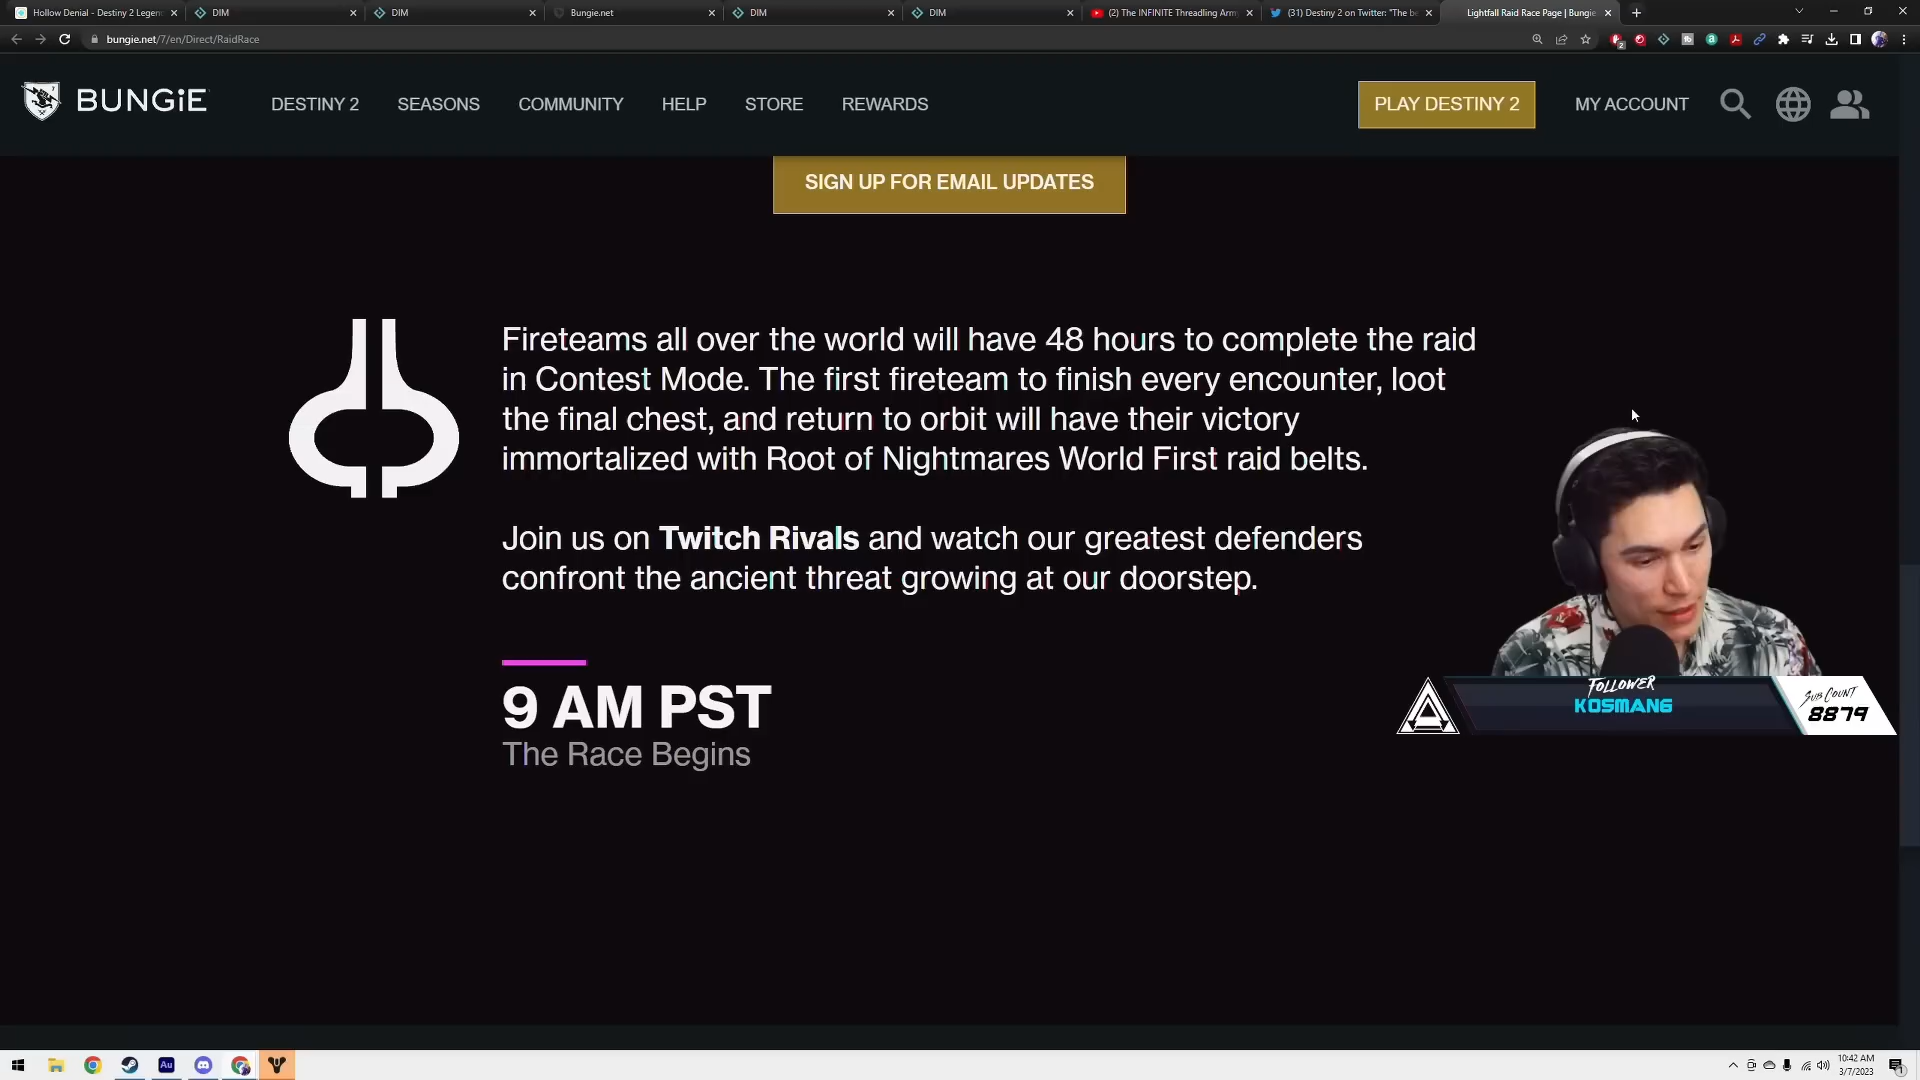 Hollow Denial - Destiny 2 Legen
DIM
DIM
Bungie.net
DIM
DIM
(2) The INFINITE Threadling Arm
(31) Destiny 2 on Twitter: "The be
Lightfall Raid Race Page | Bungie
bungie.net/7/en/Direct/RaidRace
BUNGiE
DESTINY 2
SEASONS
COMMUNITY
HELP
STORE
REWARDS
PLAY DESTINY 2
MY ACCOUNT
SIGN UP FOR EMAIL UPDATES
Fireteams all over the world will have 48 hours to complete the raid
in Contest Mode. The first fireteam to finish every encounter, loot
the final chest, and return to orbit will have their victory
immortalized with Root of Nightmares World First raid belts.
Join us on Twitch Rivals and watch our greatest defenders
confront the ancient threat growing at our doorstep.
9 AM PST
The Race Begins
FOLLOWER
KOSMANG
SUB COUNT
8879
Au
10:42 AM
3/7/2023